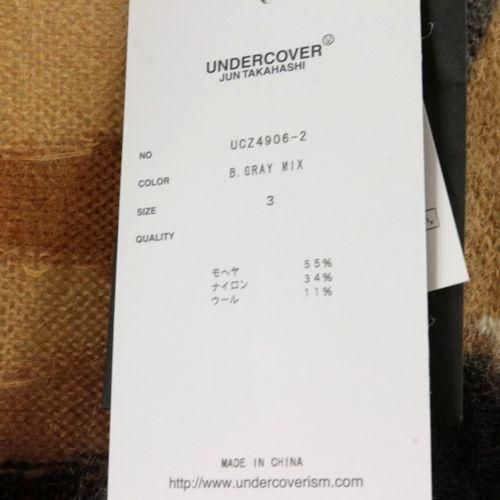 UNDERCOVER Ⓤ
JUN TAKAHASHI
NO UCZ4906-2
COLOR B.GRAY MIX
SIZE 3
QUALITY
モヘヤ 55%
ナイロン 34%
ウール 11%
MADE IN CHINA
http://www.undercoverism.com